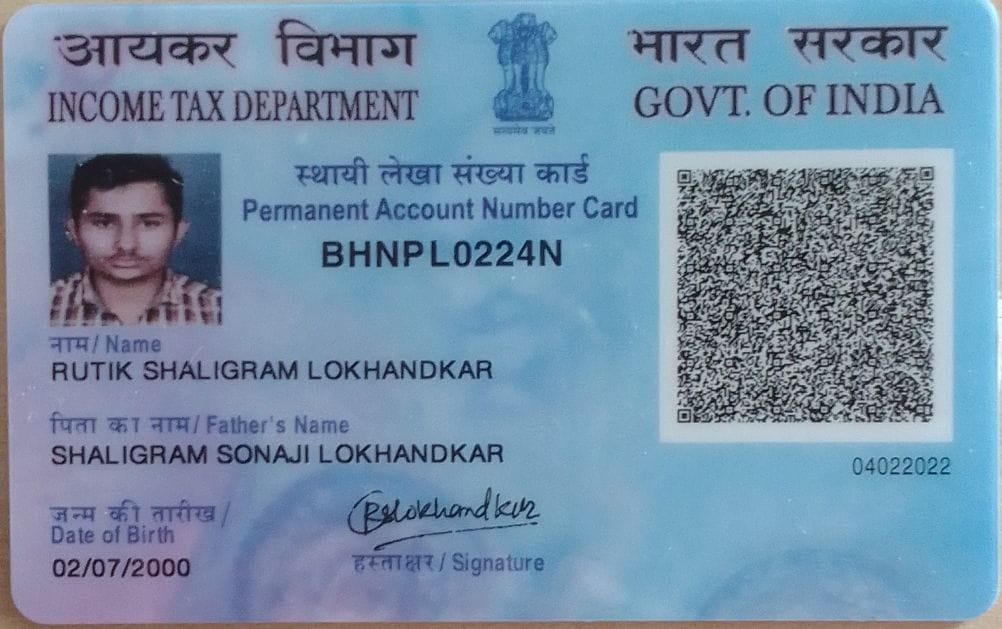 आयकर विभाग
INCOME TAX DEPARTMENT
सत्यमेव जयते
भारत सरकार
GOVT. OF INDIA
स्थायी लेखा संख्या कार्ड
Permanent Account Number Card
BHNPL0224N
नाम / Name
RUTIK SHALIGRAM LOKHANDKAR
पिता का नाम / Father's Name
SHALIGRAM SONAJI LOKHANDKAR
04022022
जन्म की तारीख /
Date of Birth
02/07/2000
RSLokhandkar
हस्ताक्षर / Signature